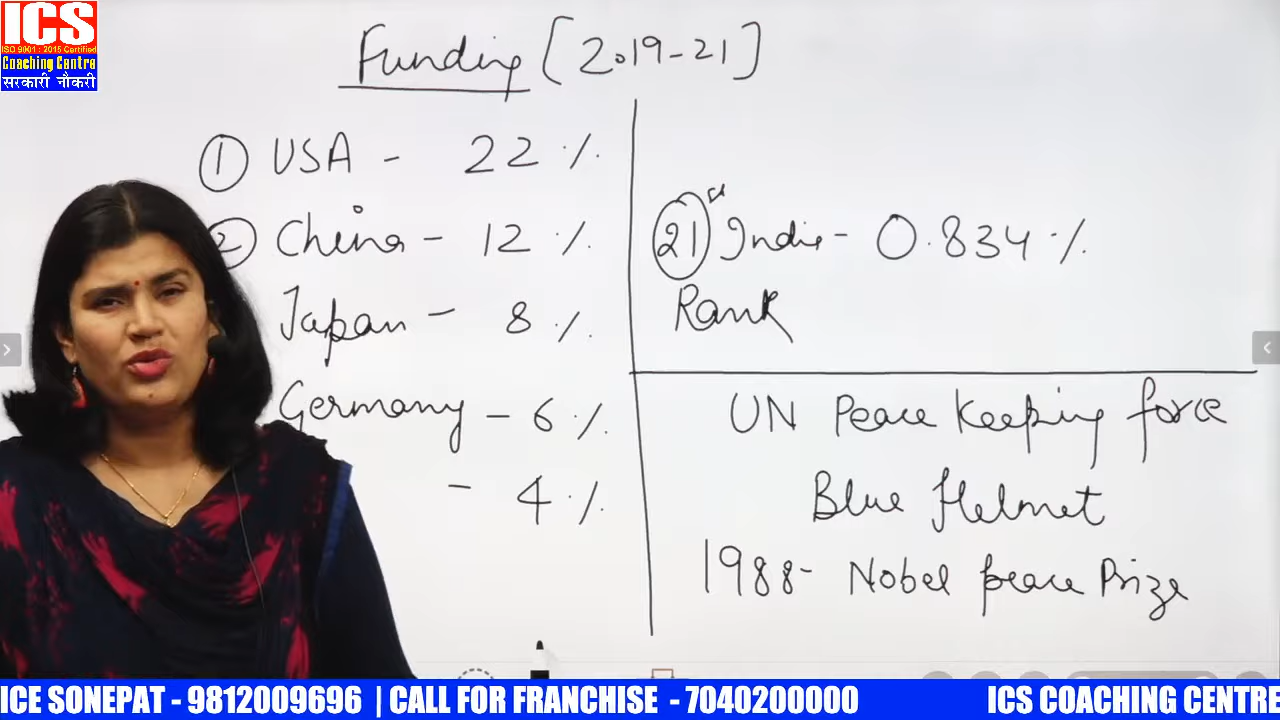 ICS
ISO 9001 : 2015 Certified
Coaching Centre
सरकारी नौकरी
Funding [2019-21]
① USA - 22 %
② China - 12 %
Japan - 8 %
Germany - 6 %
- 4 %
21st India - 0.834 %
Rank
UN Peace Keeping force
Blue Helmet
1988- Nobel peace Prize
ICE SONEPAT - 9812009696 | CALL FOR FRANCHISE - 7040200000 ICS COACHING CENTRE